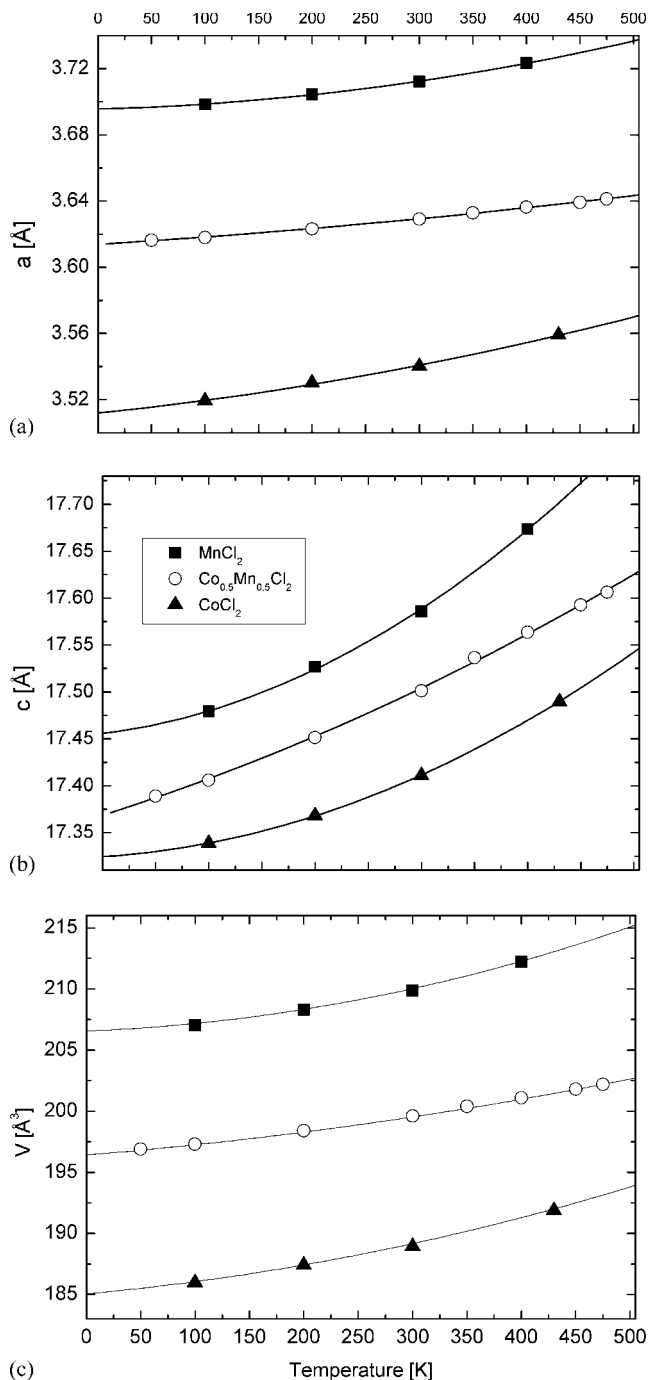 0 50 100 150 200 250 300 350 400 450 500
3.72
3.68
3.64
3.60
3.56
3.52
a [Å]
(a)
17.70
17.65
17.60
17.55
17.50
17.45
17.40
17.35
c [Å]
MnCl₂
Co₀.₅Mn₀.₅Cl₂
CoCl₂
(b)
215
210
205
200
195
190
185
V [Å³]
0 50 100 150 200 250 300 350 400 450 500
(c)
Temperature [K]